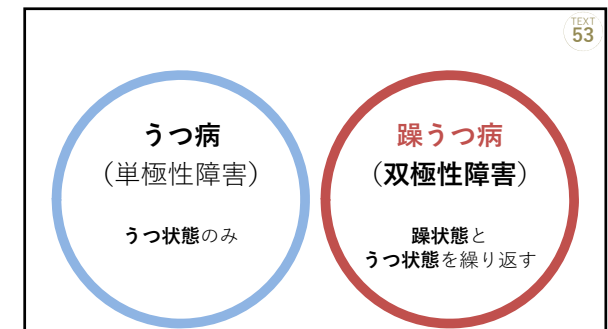 TEXT
53
うつ病
（単極性障害）
うつ状態のみ
躁うつ病
（双極性障害）
躁状態と
うつ状態を繰り返す